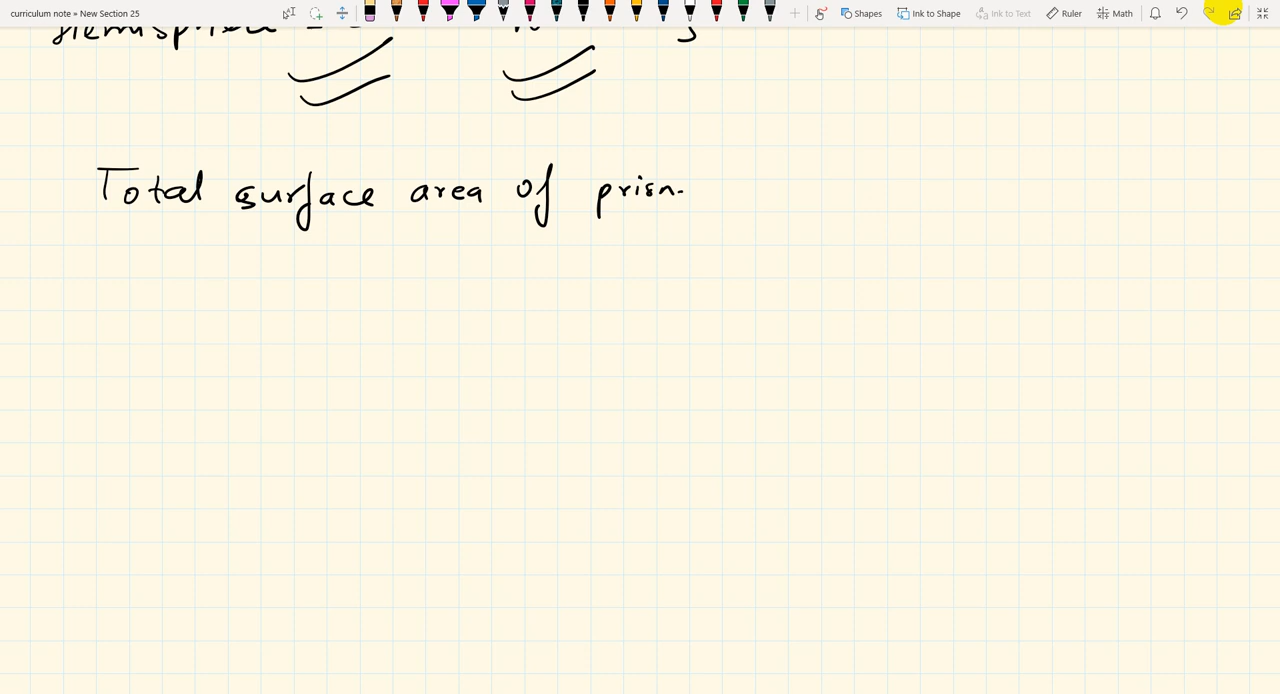 curriculum note » New Section 25
Shapes Ink to Shape Ink to Text Ruler Math
Total surface area of prism